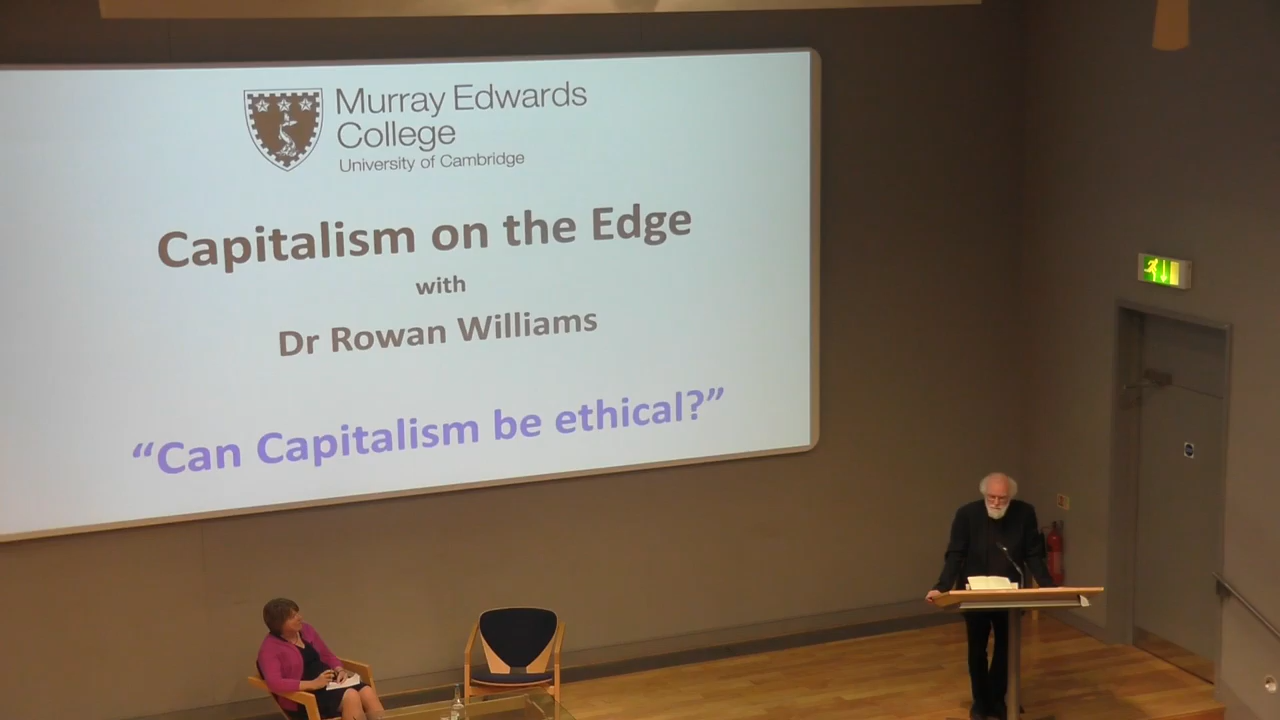 Murray Edwards
College
University of Cambridge
Capitalism on the Edge
with
Dr Rowan Williams
“Can Capitalism be ethical?”